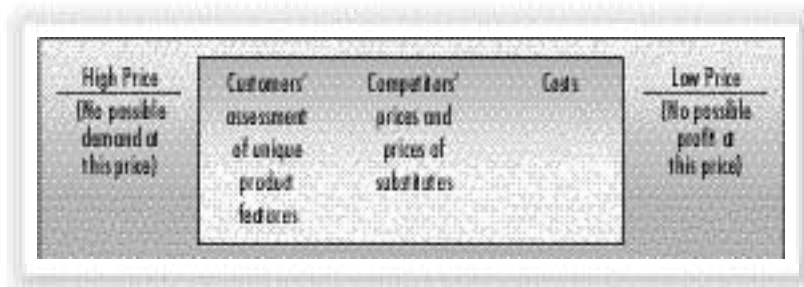 High Price
(No possible
demand at
this price)
Customers'
assessment
of unique
product
features
Competitors'
prices and
prices of
substitutes
Costs
Low Price
(No possible
profit at
this price)